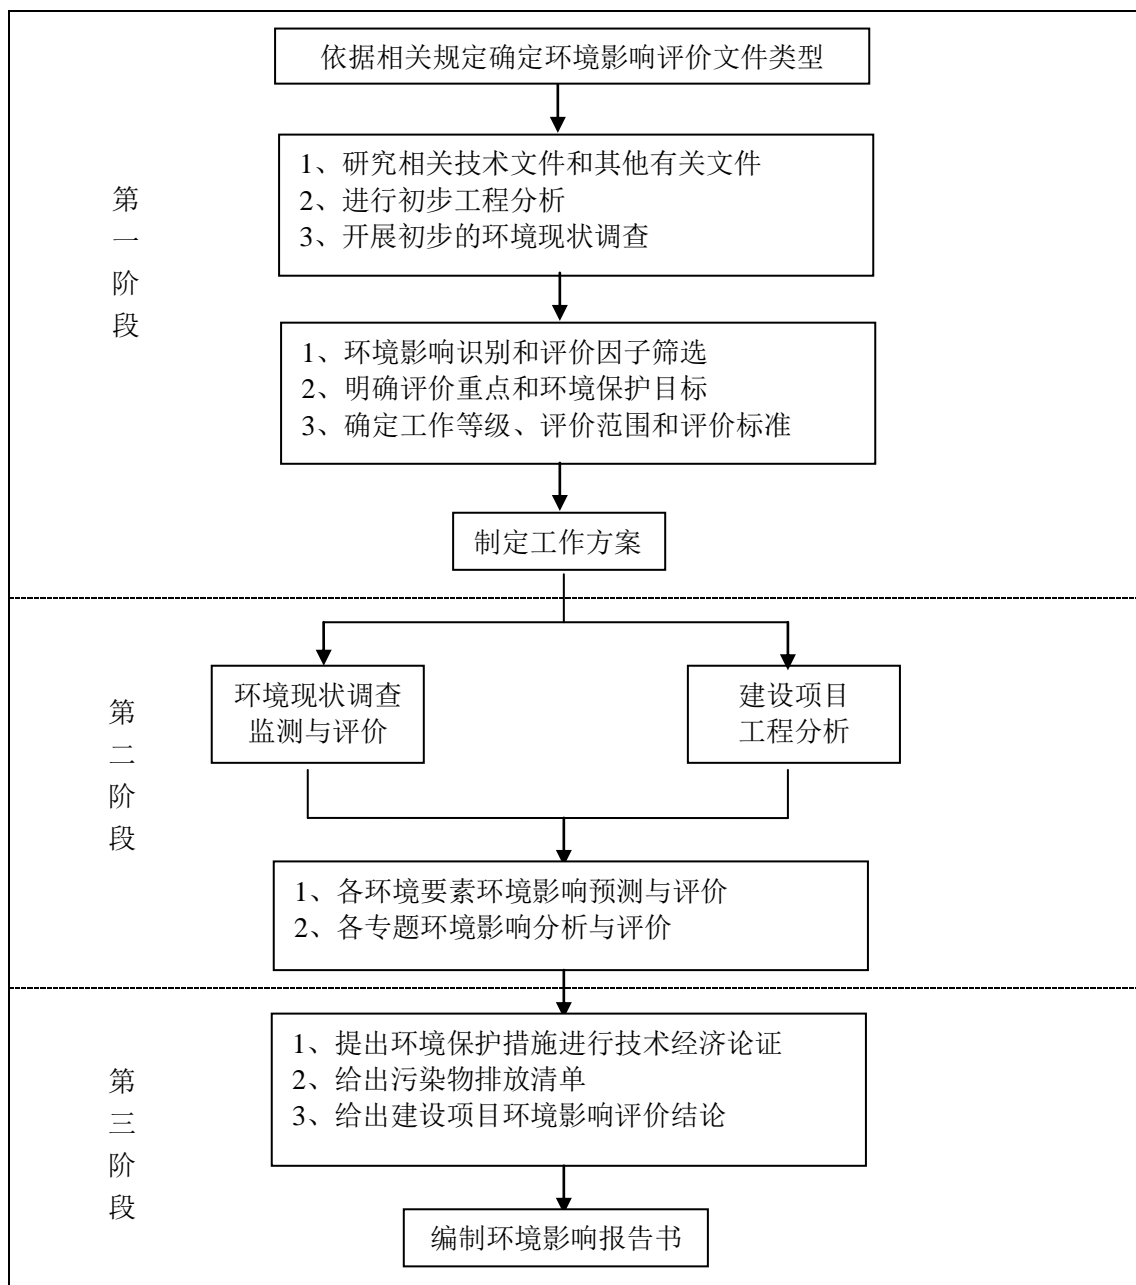 依据相关规定确定环境影响评价文件类型
1、研究相关技术文件和其他有关文件
2、进行初步工程分析
3、开展初步的环境现状调查
第一阶段
1、环境影响识别和评价因子筛选
2、明确评价重点和环境保护目标
3、确定工作等级、评价范围和评价标准
制定工作方案
第二阶段
环境现状调查
监测与评价
建设项目
工程分析
1、各环境要素环境影响预测与评价
2、各专题环境影响分析与评价
第三阶段
1、提出环境保护措施进行技术经济论证
2、给出污染物排放清单
3、给出建设项目环境影响评价结论
编制环境影响报告书